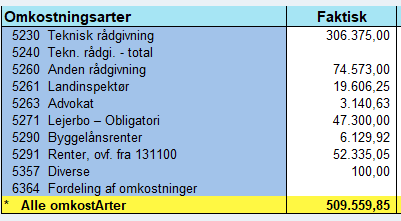 Omkostningsarter Faktisk
5230 Teknisk rådgivning 306.375,00
5240 Tekn. rådgi. - total
5260 Anden rådgivning 74.573,00
5261 Landinspektør 19.606,25
5263 Advokat 3.140,63
5271 Lejerbo – Obligatori 47.300,00
5290 Byggelånsrenter 6.129,92
5291 Renter, ovf. fra 131100 52.335,05
5357 Diverse 100,00
6364 Fordeling af omkostninger
* Alle omkostArter 509.559,85